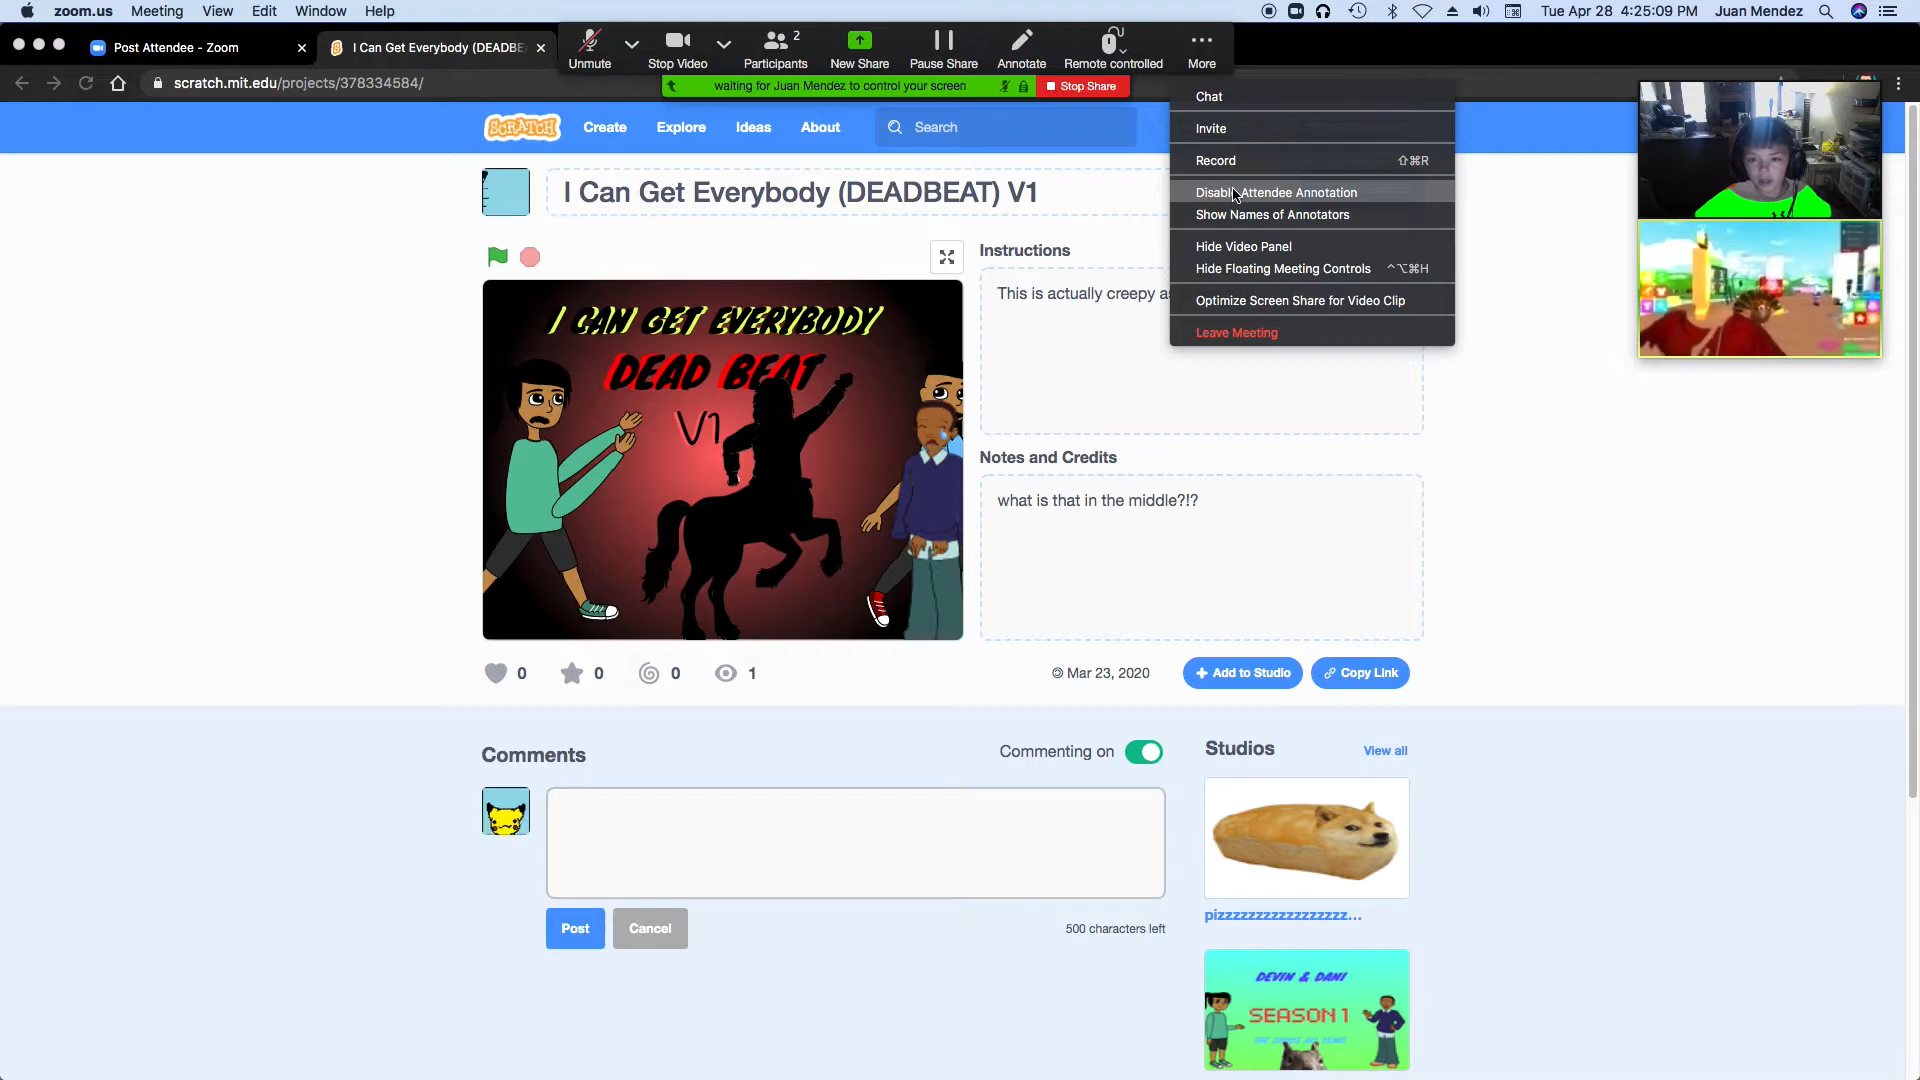 zoom.us Meeting View Edit Window Help
Tue Apr 28 4:25:09 PM Juan Mendez
Post Attendee - Zoom
I Can Get Everybody (DEADBE
Unmute Stop Video Participants 2 New Share Pause Share Annotate Remote controlled More
scratch.mit.edu/projects/378334584/
waiting for Juan Mendez to control your screen
Stop Share
Chat
Invite
Record ⇧⌘R
Disable Attendee Annotation
Show Names of Annotators
Hide Video Panel
Hide Floating Meeting Controls ^⌥⌘H
Optimize Screen Share for Video Clip
Leave Meeting
SCRATCH Create Explore Ideas About Search
I Can Get Everybody (DEADBEAT) V1
Instructions
This is actually creepy as
I CAN GET EVERYBODY
DEAD BEAT
V1
Notes and Credits
what is that in the middle?!?
0 0 0 1
© Mar 23, 2020
Add to Studio
Copy Link
Comments
Commenting on
Post
Cancel
500 characters left
Studios
View all
pizzzzzzzzzzzzzzzzz...
DEVIN & DANI
SEASON 1